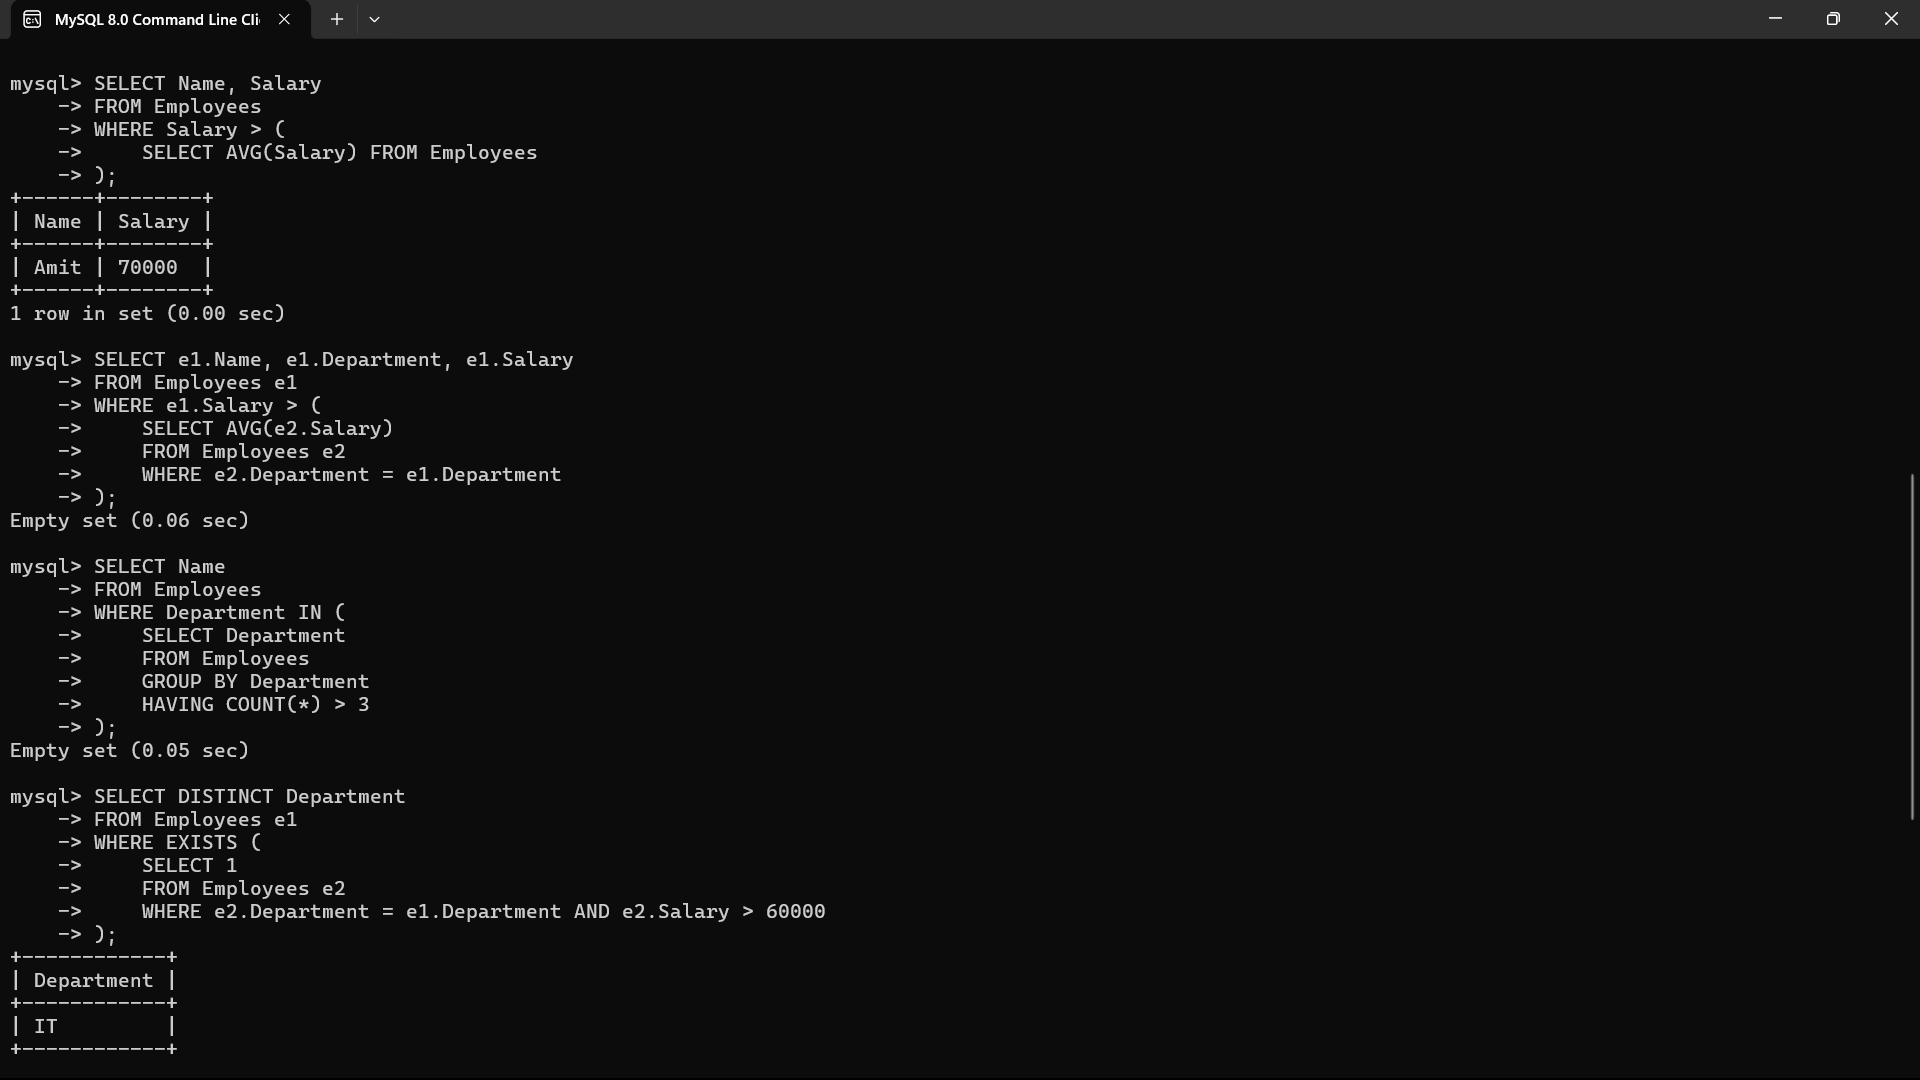 MySQL 8.0 Command Line Cli
mysql> SELECT Name, Salary
    -> FROM Employees
    -> WHERE Salary > (
    ->     SELECT AVG(Salary) FROM Employees
    -> );
+------+--------+
| Name | Salary |
+------+--------+
| Amit | 70000  |
+------+--------+
1 row in set (0.00 sec)

mysql> SELECT e1.Name, e1.Department, e1.Salary
    -> FROM Employees e1
    -> WHERE e1.Salary > (
    ->     SELECT AVG(e2.Salary)
    ->     FROM Employees e2
    ->     WHERE e2.Department = e1.Department
    -> );
Empty set (0.06 sec)

mysql> SELECT Name
    -> FROM Employees
    -> WHERE Department IN (
    ->     SELECT Department
    ->     FROM Employees
    ->     GROUP BY Department
    ->     HAVING COUNT(*) > 3
    -> );
Empty set (0.05 sec)

mysql> SELECT DISTINCT Department
    -> FROM Employees e1
    -> WHERE EXISTS (
    ->     SELECT 1
    ->     FROM Employees e2
    ->     WHERE e2.Department = e1.Department AND e2.Salary > 60000
    -> );
+------------+
| Department |
+------------+
| IT         |
+------------+